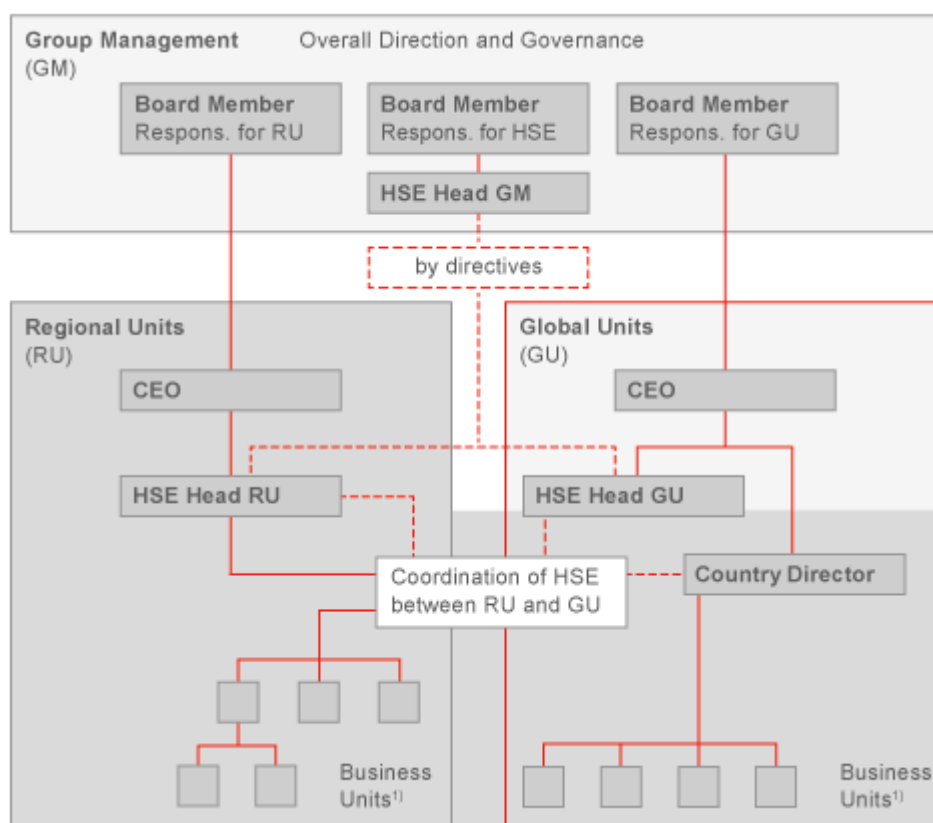 Group Management Overall Direction and Governance
(GM)
Board Member
Respons. for RU
Board Member
Respons. for HSE
Board Member
Respons. for GU
HSE Head GM
by directives
Regional Units
(RU)
Global Units
(GU)
CEO
CEO
HSE Head RU
HSE Head GU
Coordination of HSE
between RU and GU
Country Director
Business
Units¹⁾
Business
Units¹⁾